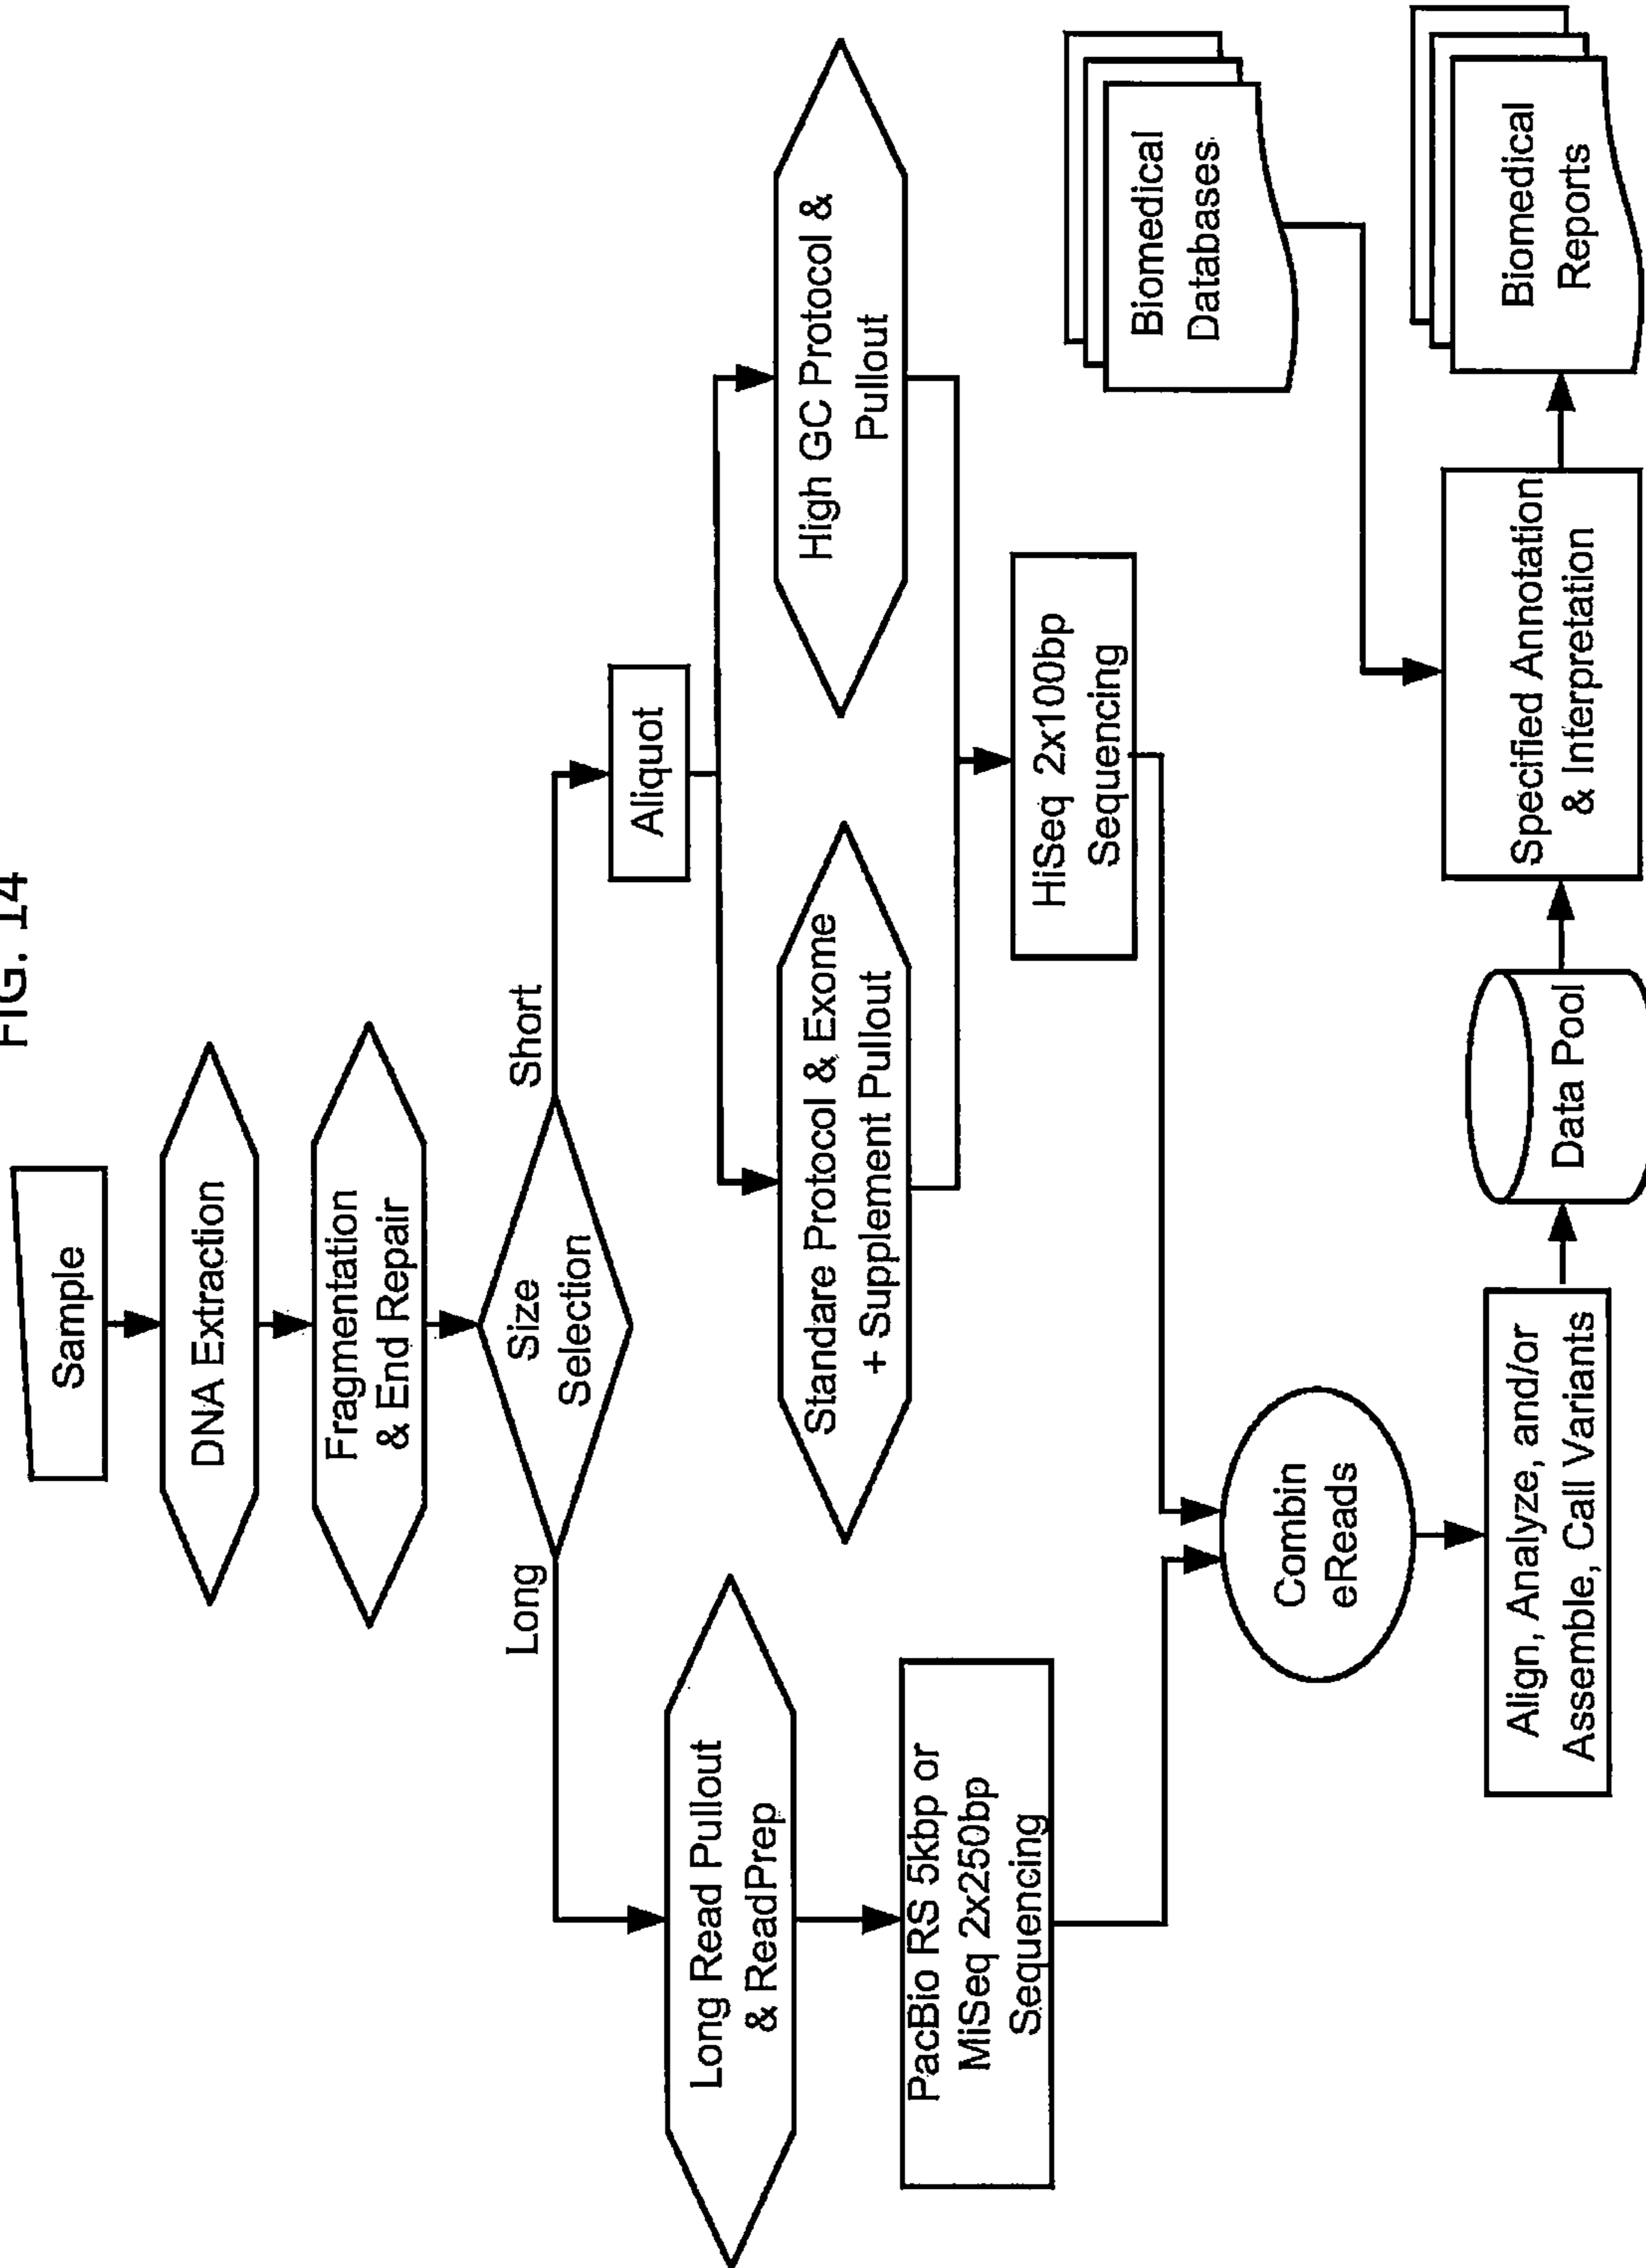 FIG. 14
Sample
DNA Extraction
Fragmentation
& End Repair
Size
Selection
Long
Short
Long Read Pullout
& ReadPrep
PacBio RS 5kbp or
MiSeq 2x250bp
Sequencing
Aliquot
Standare Protocol & Exome
+ Supplement Pullout
High GC Protocol &
Pullout
HiSeq 2x100bp
Sequencing
Combin
eReads
Align, Analyze, and/or
Assemble, Call Variants
Data Pool
Specified Annotation
& Interpretation
Biomedical
Databases
Biomedical
Reports